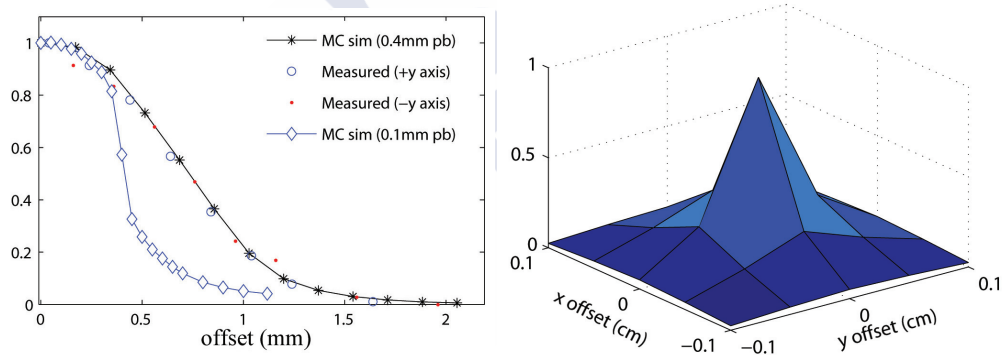 1
0.8
0.6
0.4
0.2
0
0
0.5
1
1.5
2
offset (mm)
MC sim (0.4mm pb)
Measured (+y axis)
Measured (−y axis)
MC sim (0.1mm pb)
1
0.5
0
0.1
0
−0.1
x offset (cm)
−0.1
0
0.1
y offset (cm)